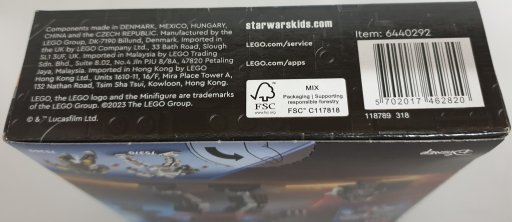 Components made in DENMARK, MEXICO, HUNGARY,
CHINA and the CZECH REPUBLIC. Manufactured by the
LEGO Group, DK-7190 Billund, Denmark. Imported in
the UK by LEGO Company Ltd., 33 Bath Road, Slough
SL1 3UF, UK. Imported in Malaysia by LEGO Trading
Sdn. Bhd., Suite 8.02, No.4 Jln PJU 8/8A, 47820 Petaling
Jaya, Malaysia. Imported in Hong Kong by LEGO
Hong Kong Ltd., Units 1610-11, 16/F, Mira Place Tower A,
132 Nathan Road, Tsim Sha Tsui, Kowloon, Hong Kong.
LEGO, the LEGO logo and the Minifigure are trademarks
of the LEGO Group. ©2023 The LEGO Group.
© & ™ Lucasfilm Ltd.
starwarskids.com
LEGO.com/service
LEGO.com/apps
FSC
www.fsc.org
MIX
Packaging | Supporting
responsible forestry
FSC™ C117818
Item: 6440292
5 702017 462820
118789 318
75370